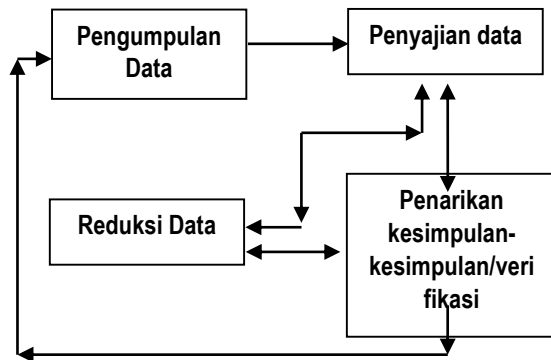 Pengumpulan
Data
Penyajian data
Reduksi Data
Penarikan
kesimpulan-
kesimpulan/veri
fikasi